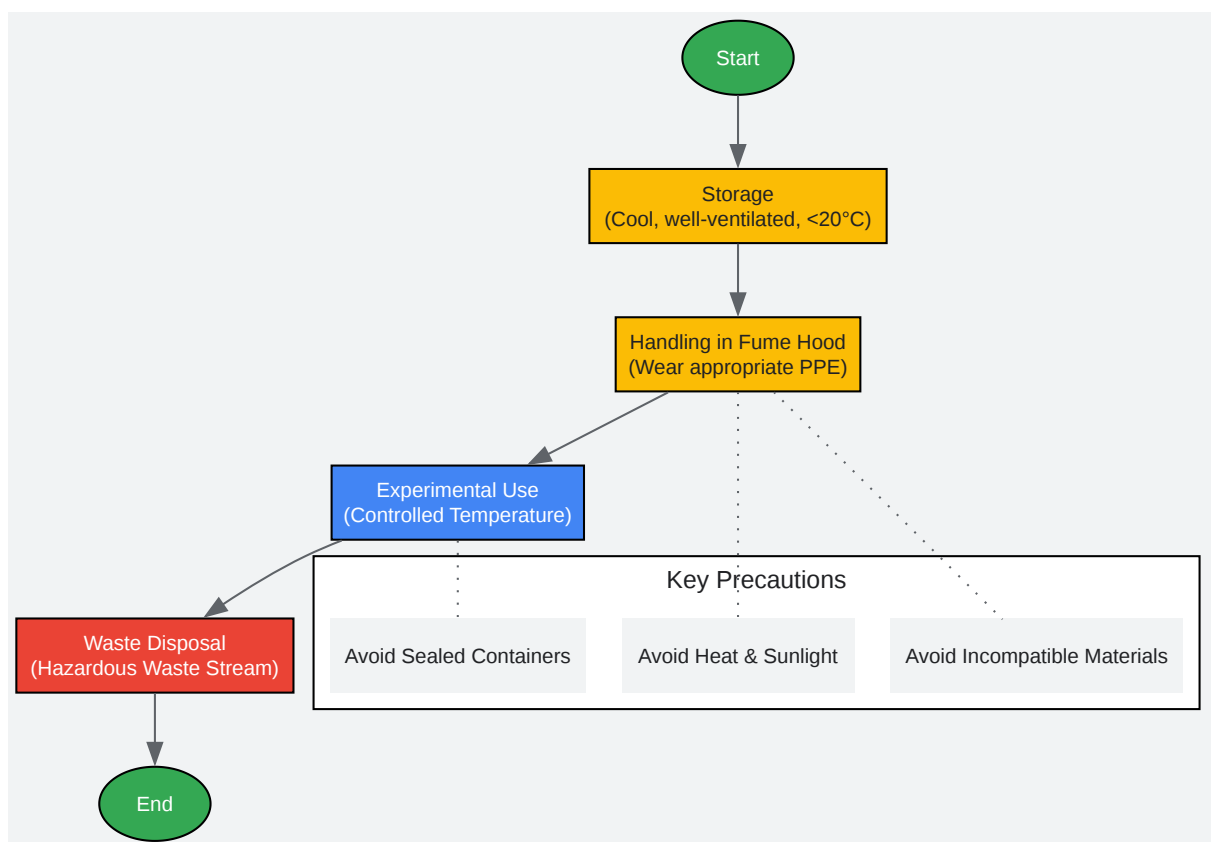 Start
Storage
(Cool, well-ventilated, <20°C)
Handling in Fume Hood
(Wear appropriate PPE)
Experimental Use
(Controlled Temperature)
Key Precautions
Waste Disposal
(Hazardous Waste Stream)
Avoid Sealed Containers
Avoid Heat & Sunlight
Avoid Incompatible Materials
End